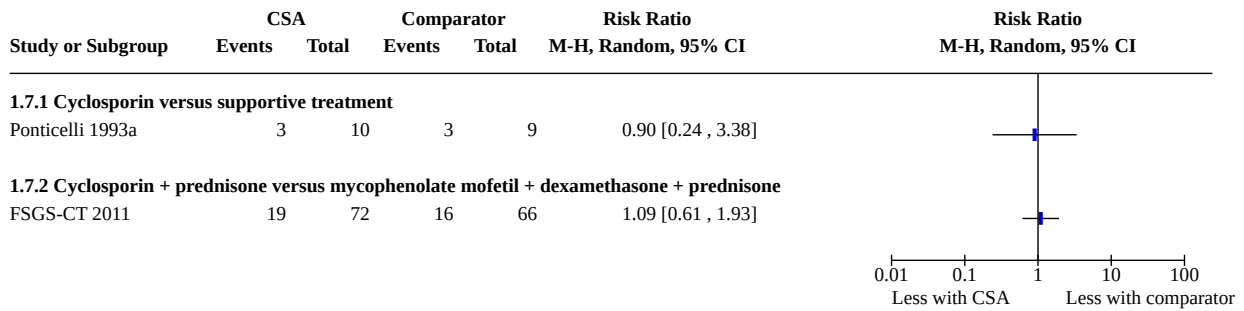 CSA Comparator Risk Ratio Risk Ratio
Study or Subgroup Events Total Events Total M-H, Random, 95% CI M-H, Random, 95% CI
1.7.1 Cyclosporin versus supportive treatment
Ponticelli 1993a 3 10 3 9 0.90 [0.24 , 3.38]
1.7.2 Cyclosporin + prednisone versus mycophenolate mofetil + dexamethasone + prednisone
FSGS-CT 2011 19 72 16 66 1.09 [0.61 , 1.93]
0.01 0.1 1 10 100
Less with CSA Less with comparator